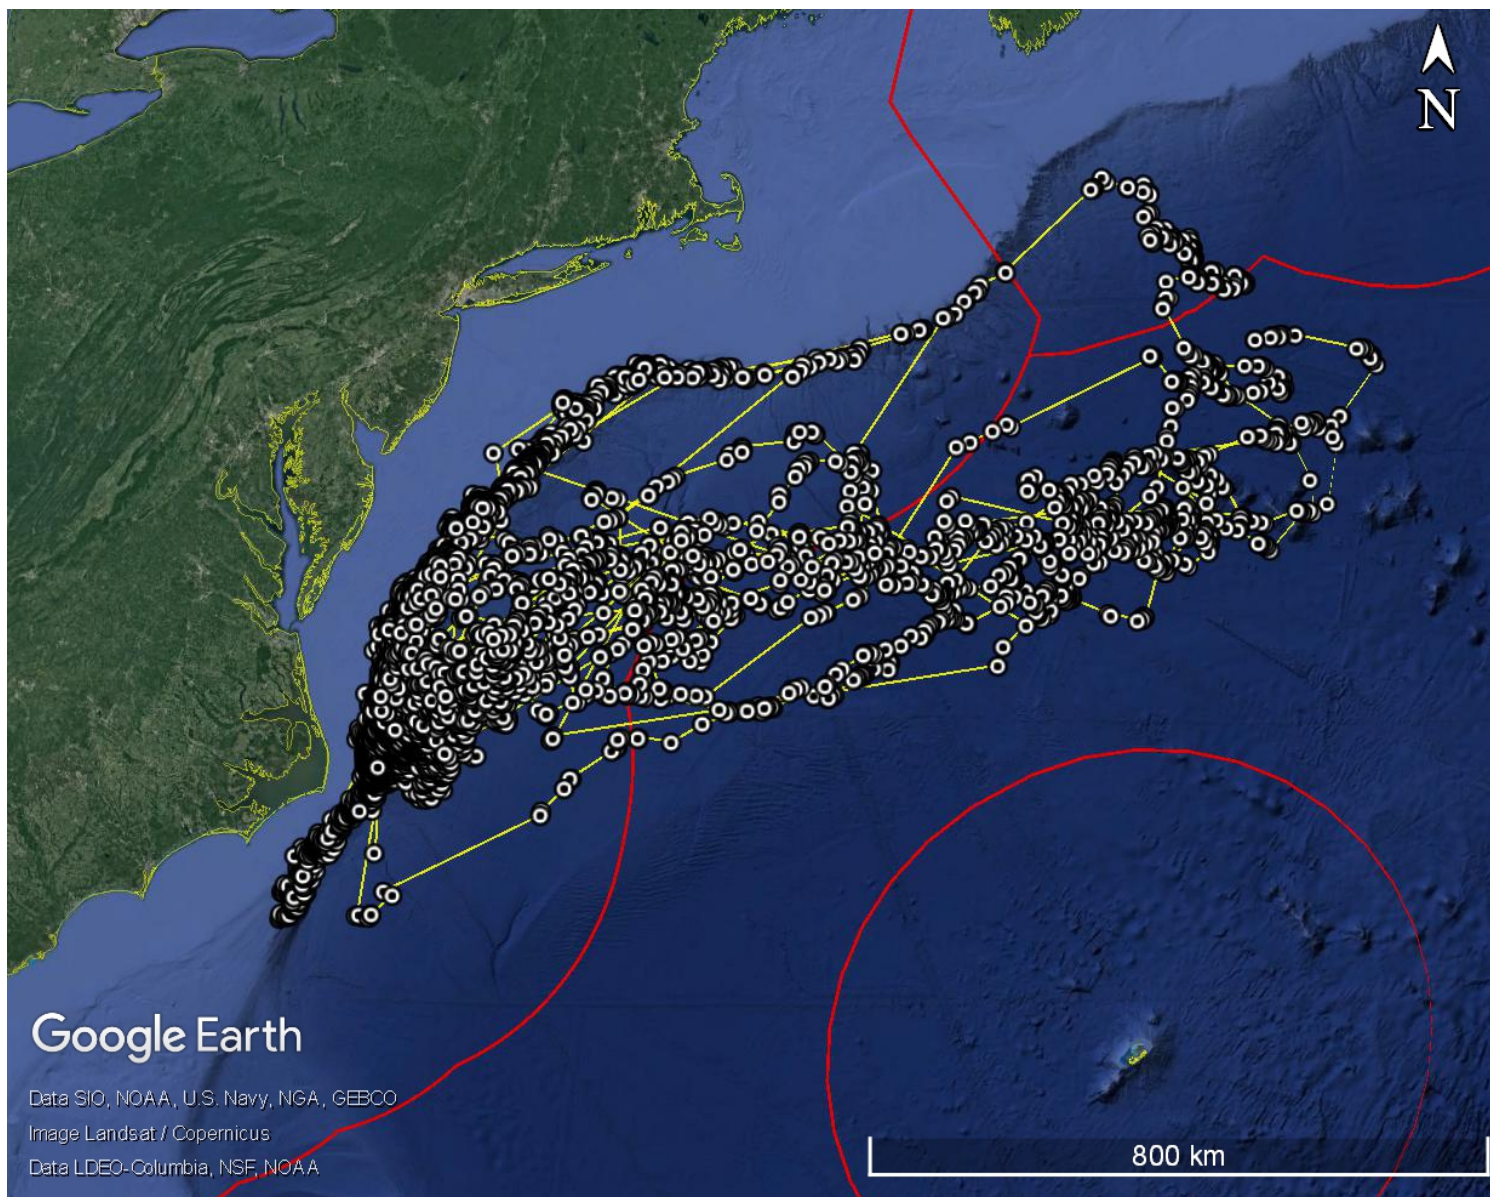 N
Google Earth
Data SIO, NOAA, U.S. Navy, NGA, GEBCO
Image Landsat / Copernicus
Data LDEO-Columbia, NSF, NOAA
800 km